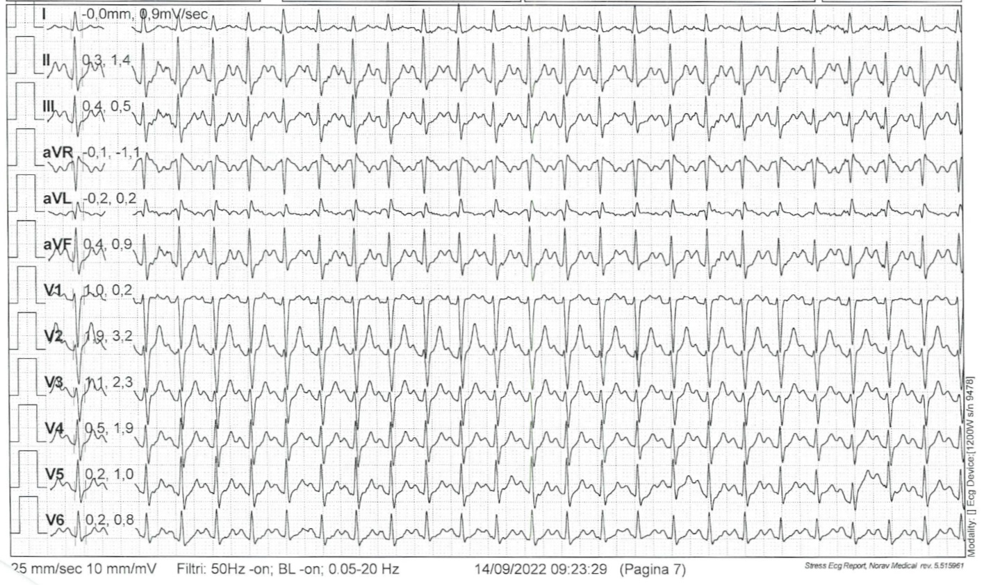 I -0,0mm, 0,9mV/sec
II 0,3, 1,4
III 0,4, 0,5
aVR -0,1, -1,1
aVL -0,2, 0,2
aVF 0,4, 0,9
V1 1,0, 0,2
V2 1,9, 3,2
V3 1,1, 2,3
V4 0,5, 1,9
V5 0,2, 1,0
V6 0,2, 0,8
Modality: [] Ecg Device:[1200W s/n 9478]
25 mm/sec 10 mm/mV Filtri: 50Hz -on; BL -on; 0.05-20 Hz 14/09/2022 09:23:29 (Pagina 7) Stress Ecg Report, Norav Medical rev. 5.515961